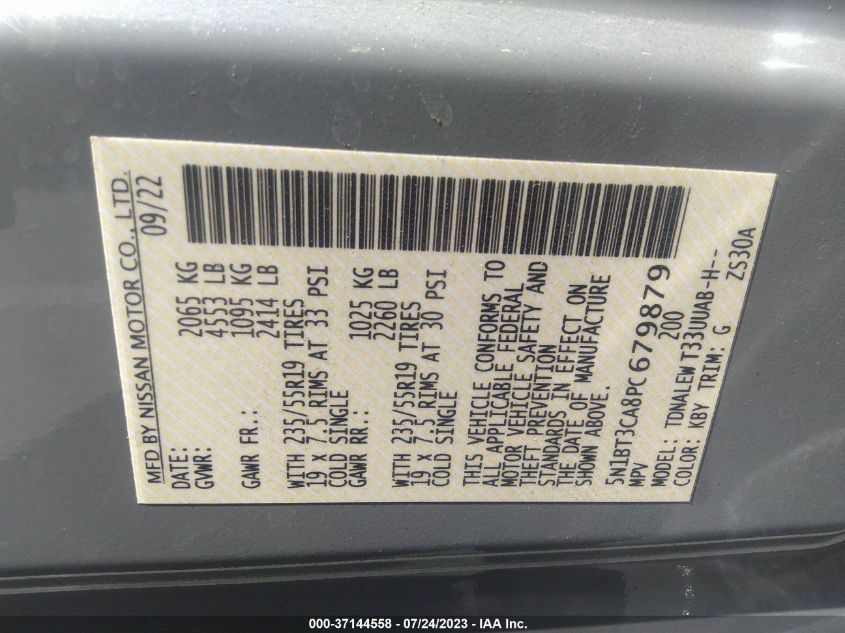 MFD BY NISSAN MOTOR CO., LTD.
DATE: 09/22
GVWR: 2065 KG
4553 LB
GAWR FR.: 1095 KG
2414 LB
WITH 235/55R19 TIRES
19 X 7.5 RIMS AT 33 PSI
COLD SINGLE
GAWR RR.: 1025 KG
2260 LB
WITH 235/55R19 TIRES
19 X 7.5 RIMS AT 30 PSI
COLD SINGLE
THIS VEHICLE CONFORMS TO
ALL APPLICABLE FEDERAL
MOTOR VEHICLE SAFETY AND
THEFT PREVENTION
STANDARDS IN EFFECT ON
THE DATE OF MANUFACTURE
SHOWN ABOVE.
5N1BT3CA8PC679879
MPV 200
MODEL: TDNALEW T33UUAB-H--
COLOR: KBY TRIM: G ZS30A
000-37144558 - 07/24/2023 - © IAA Inc.